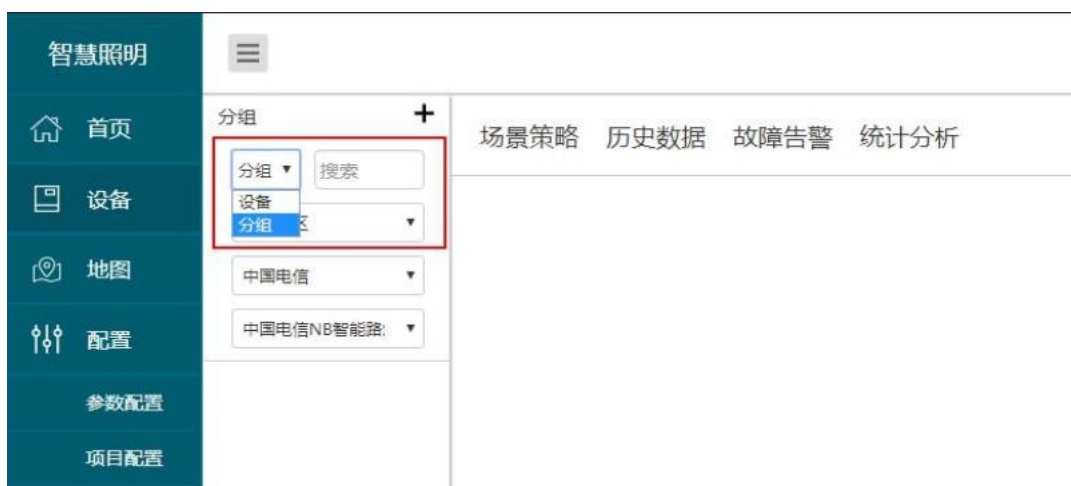 智慧照明
首页
设备
地图
配置
参数配置
项目配置
分组
分组 搜索
设备
分组 区
中国电信
中国电信NB智能路
场景策略 历史数据 故障告警 统计分析